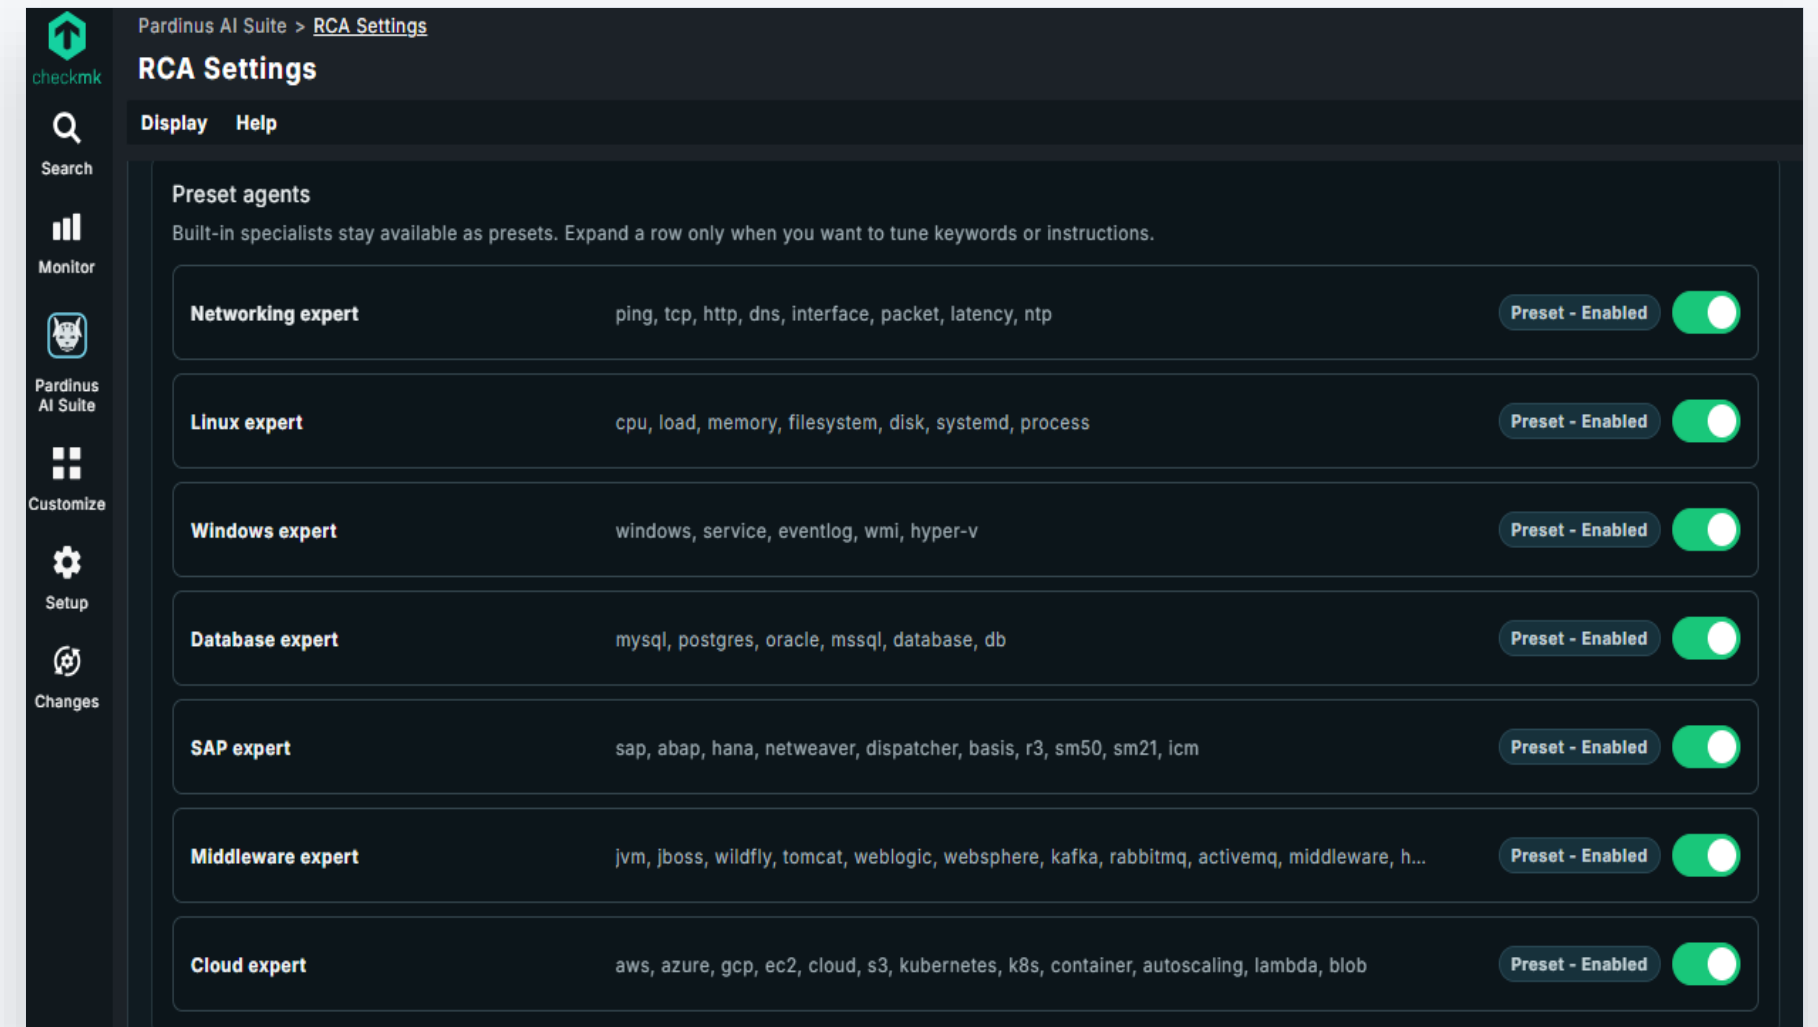 checkmk
Search
Monitor
Pardinus
AI Suite
Customize
Setup
Changes
Pardinus AI Suite > RCA Settings
RCA Settings
Display Help
Preset agents
Built-in specialists stay available as presets. Expand a row only when you want to tune keywords or instructions.
Networking expert ping, tcp, http, dns, interface, packet, latency, ntp Preset - Enabled
Linux expert cpu, load, memory, filesystem, disk, systemd, process Preset - Enabled
Windows expert windows, service, eventlog, wmi, hyper-v Preset - Enabled
Database expert mysql, postgres, oracle, mssql, database, db Preset - Enabled
SAP expert sap, abap, hana, netweaver, dispatcher, basis, r3, sm50, sm21, icm Preset - Enabled
Middleware expert jvm, jboss, wildfly, tomcat, weblogic, websphere, kafka, rabbitmq, activemq, middleware, h... Preset - Enabled
Cloud expert aws, azure, gcp, ec2, cloud, s3, kubernetes, k8s, container, autoscaling, lambda, blob Preset - Enabled